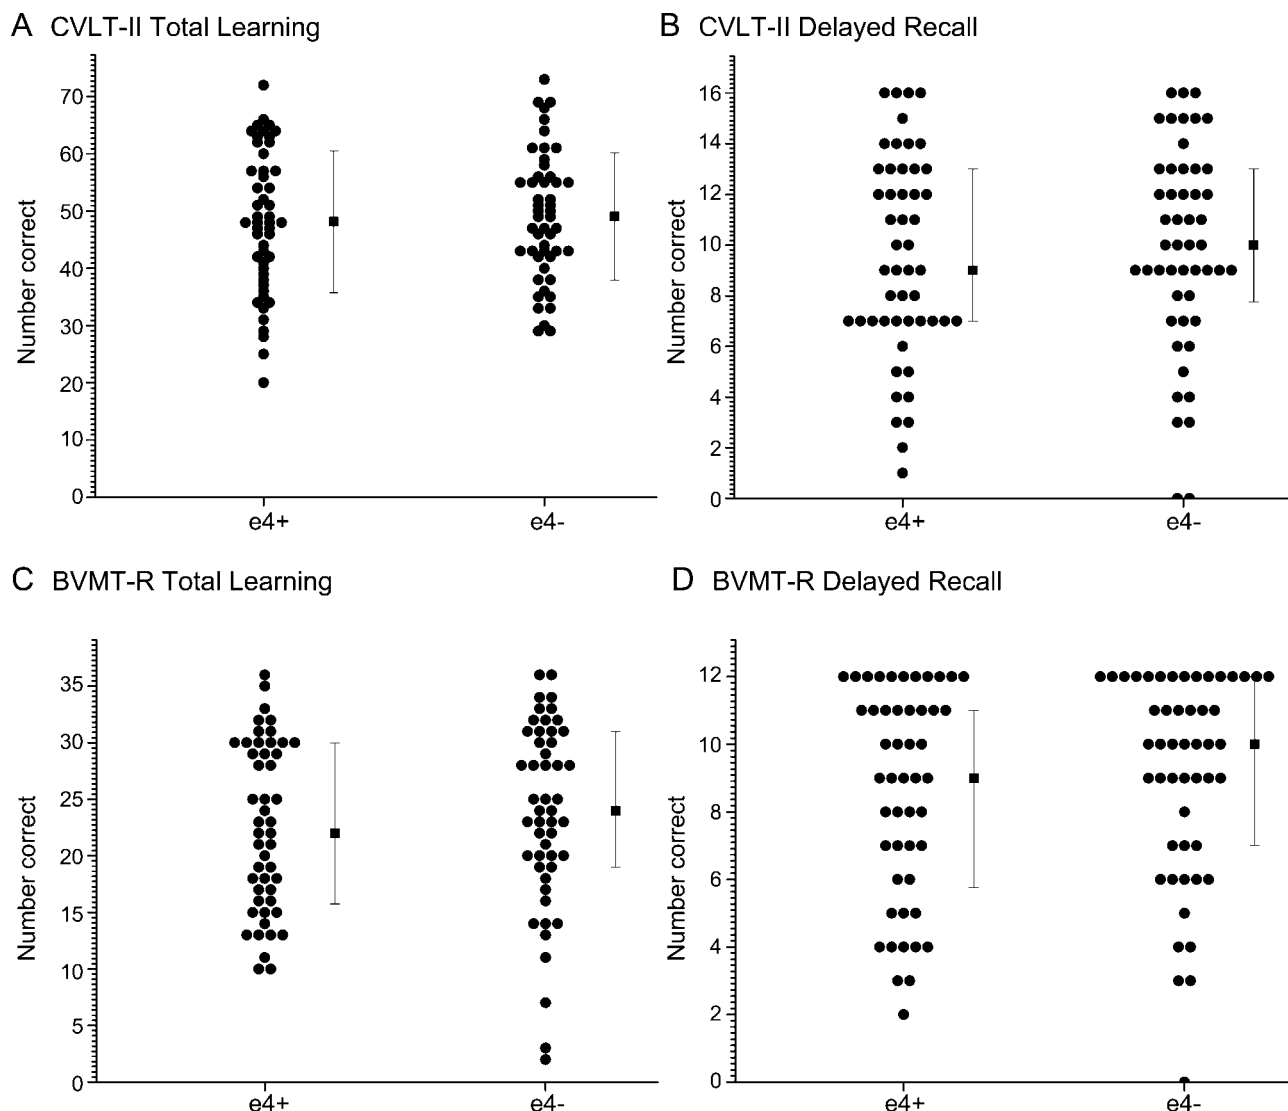 A CVLT-II Total Learning
Number correct
70
60
50
40
30
20
10
0
e4+ e4-
B CVLT-II Delayed Recall
Number correct
16
14
12
10
8
6
4
2
0
e4+ e4-
C BVMT-R Total Learning
Number correct
35
30
25
20
15
10
5
0
e4+ e4-
D BVMT-R Delayed Recall
Number correct
12
10
8
6
4
2
0
e4+ e4-